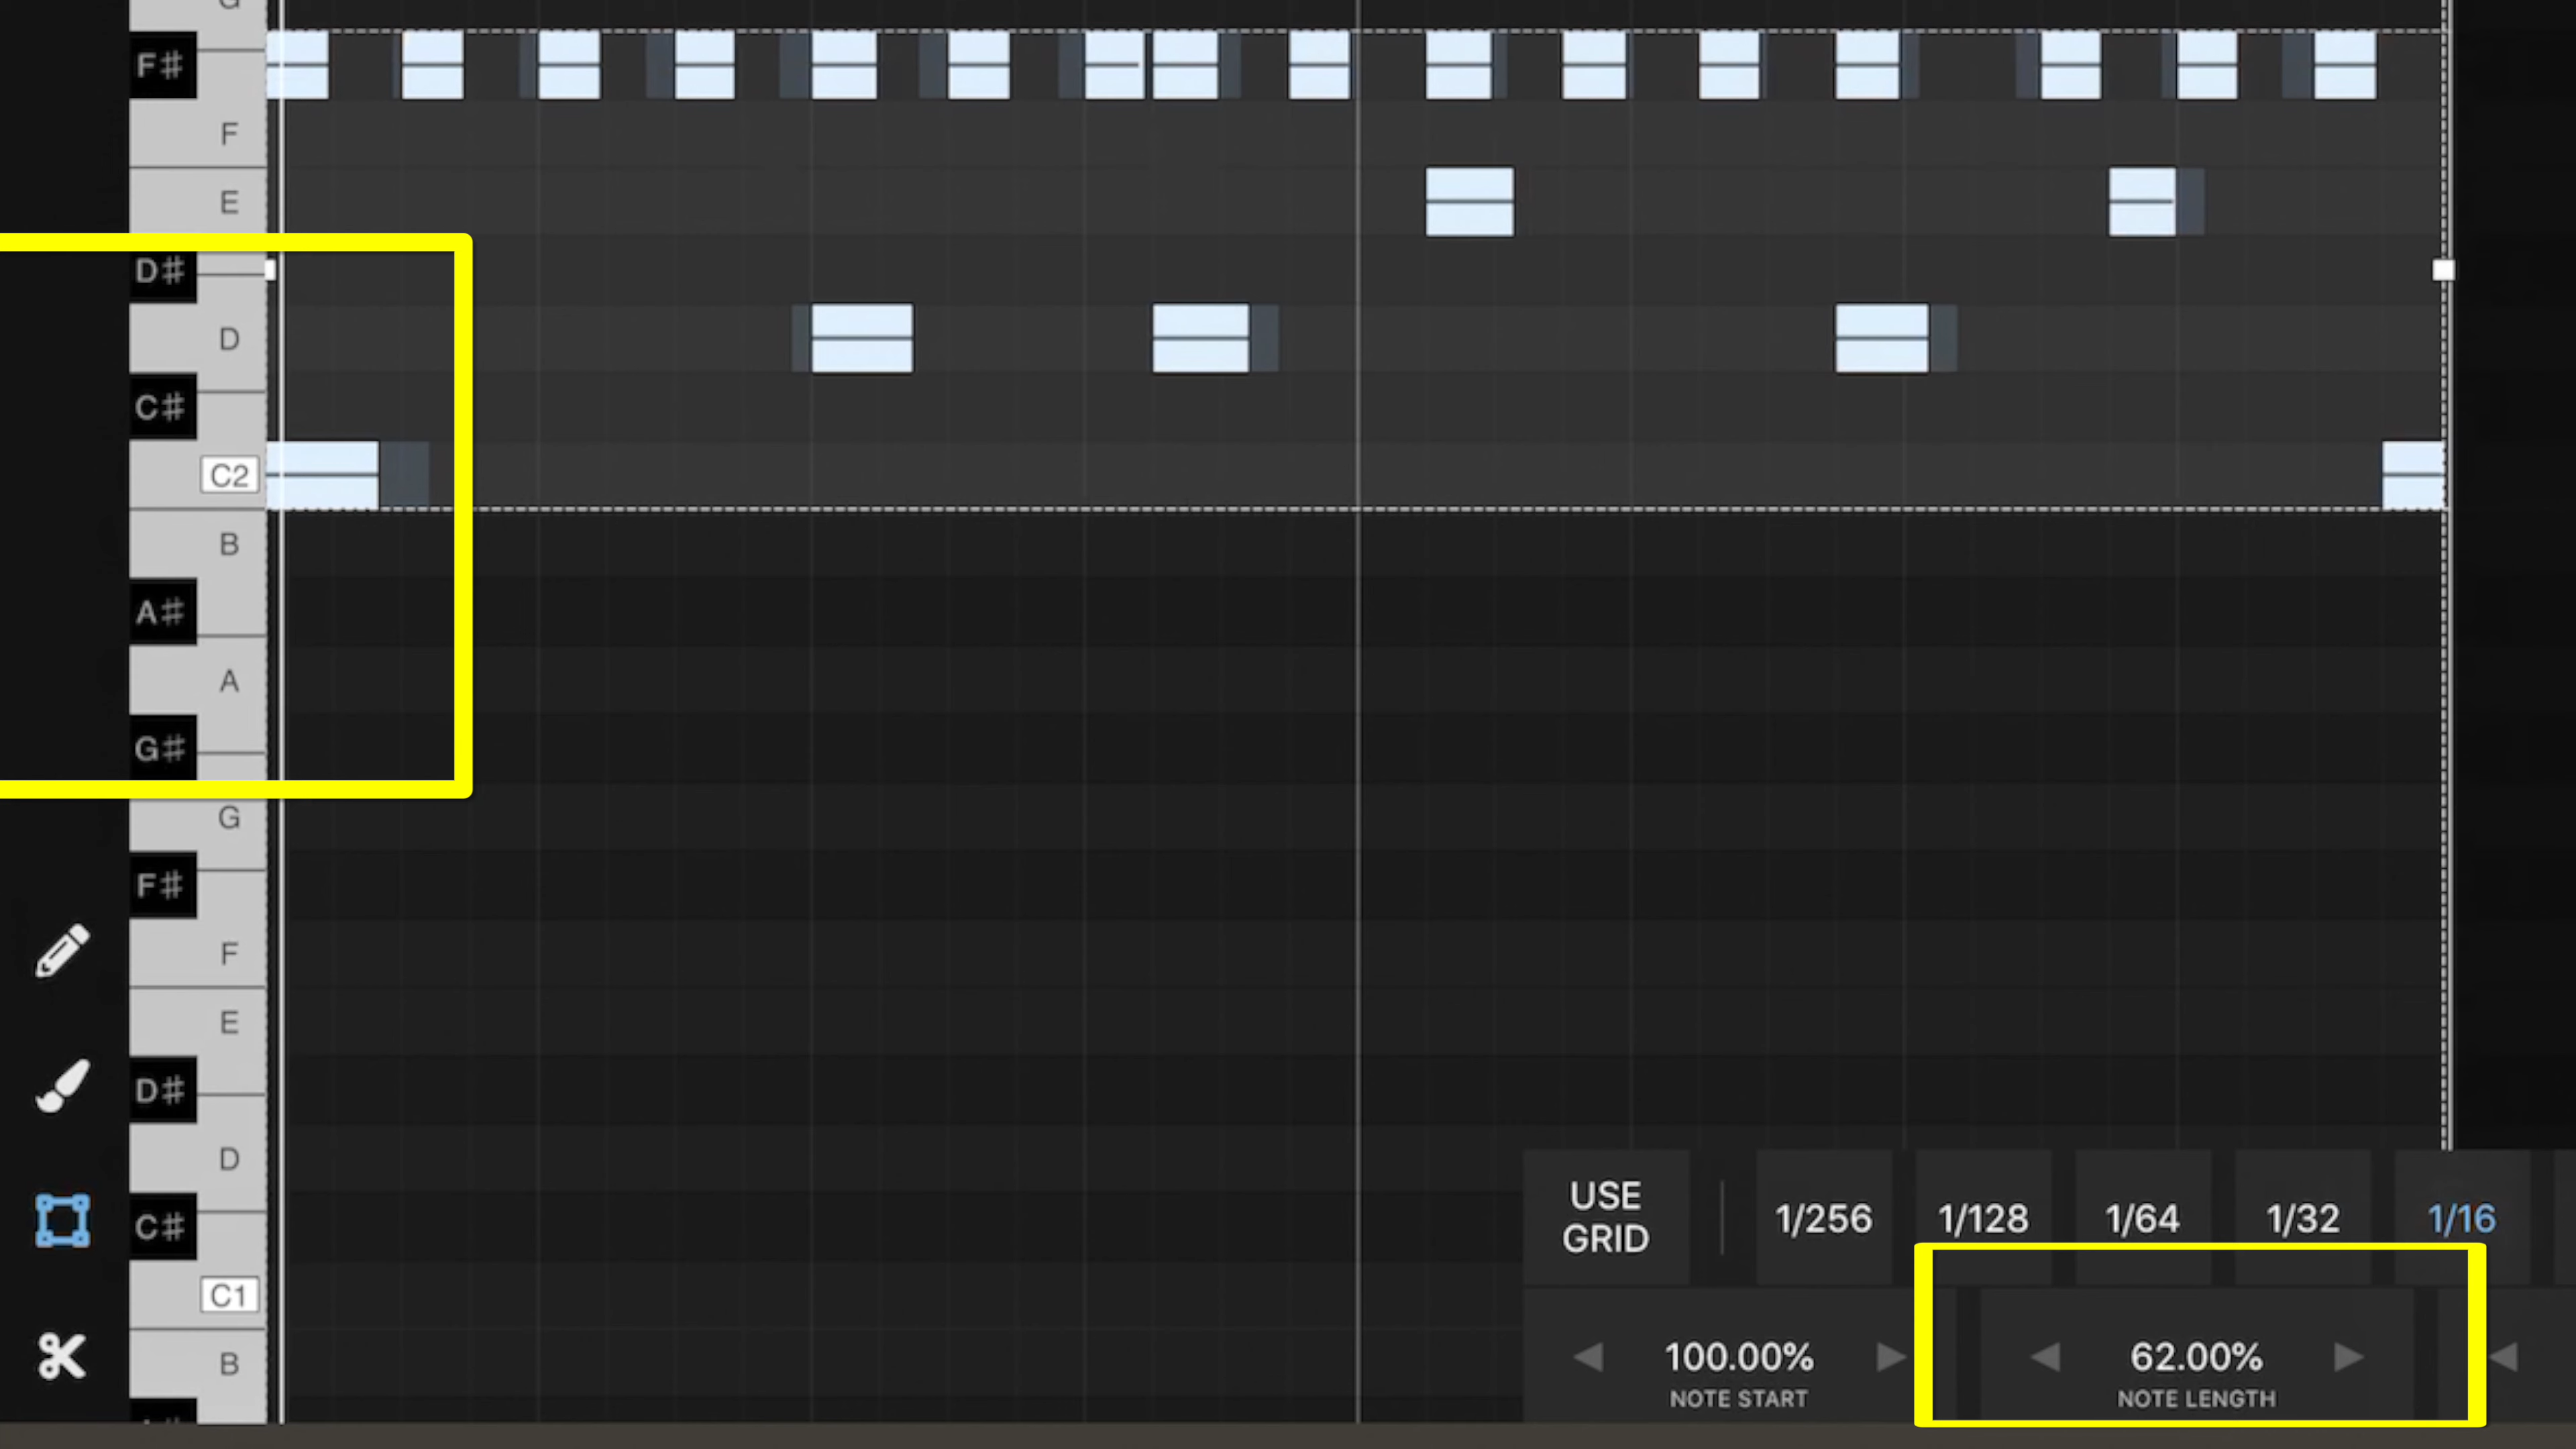 F♯
F
E
D♯
D
C♯
C2
B
A♯
A
G♯
G
F♯
F
E
D♯
D
C♯
C1
B
USE GRID
1/256
1/128
1/64
1/32
1/16
100.00%
NOTE START
62.00%
NOTE LENGTH